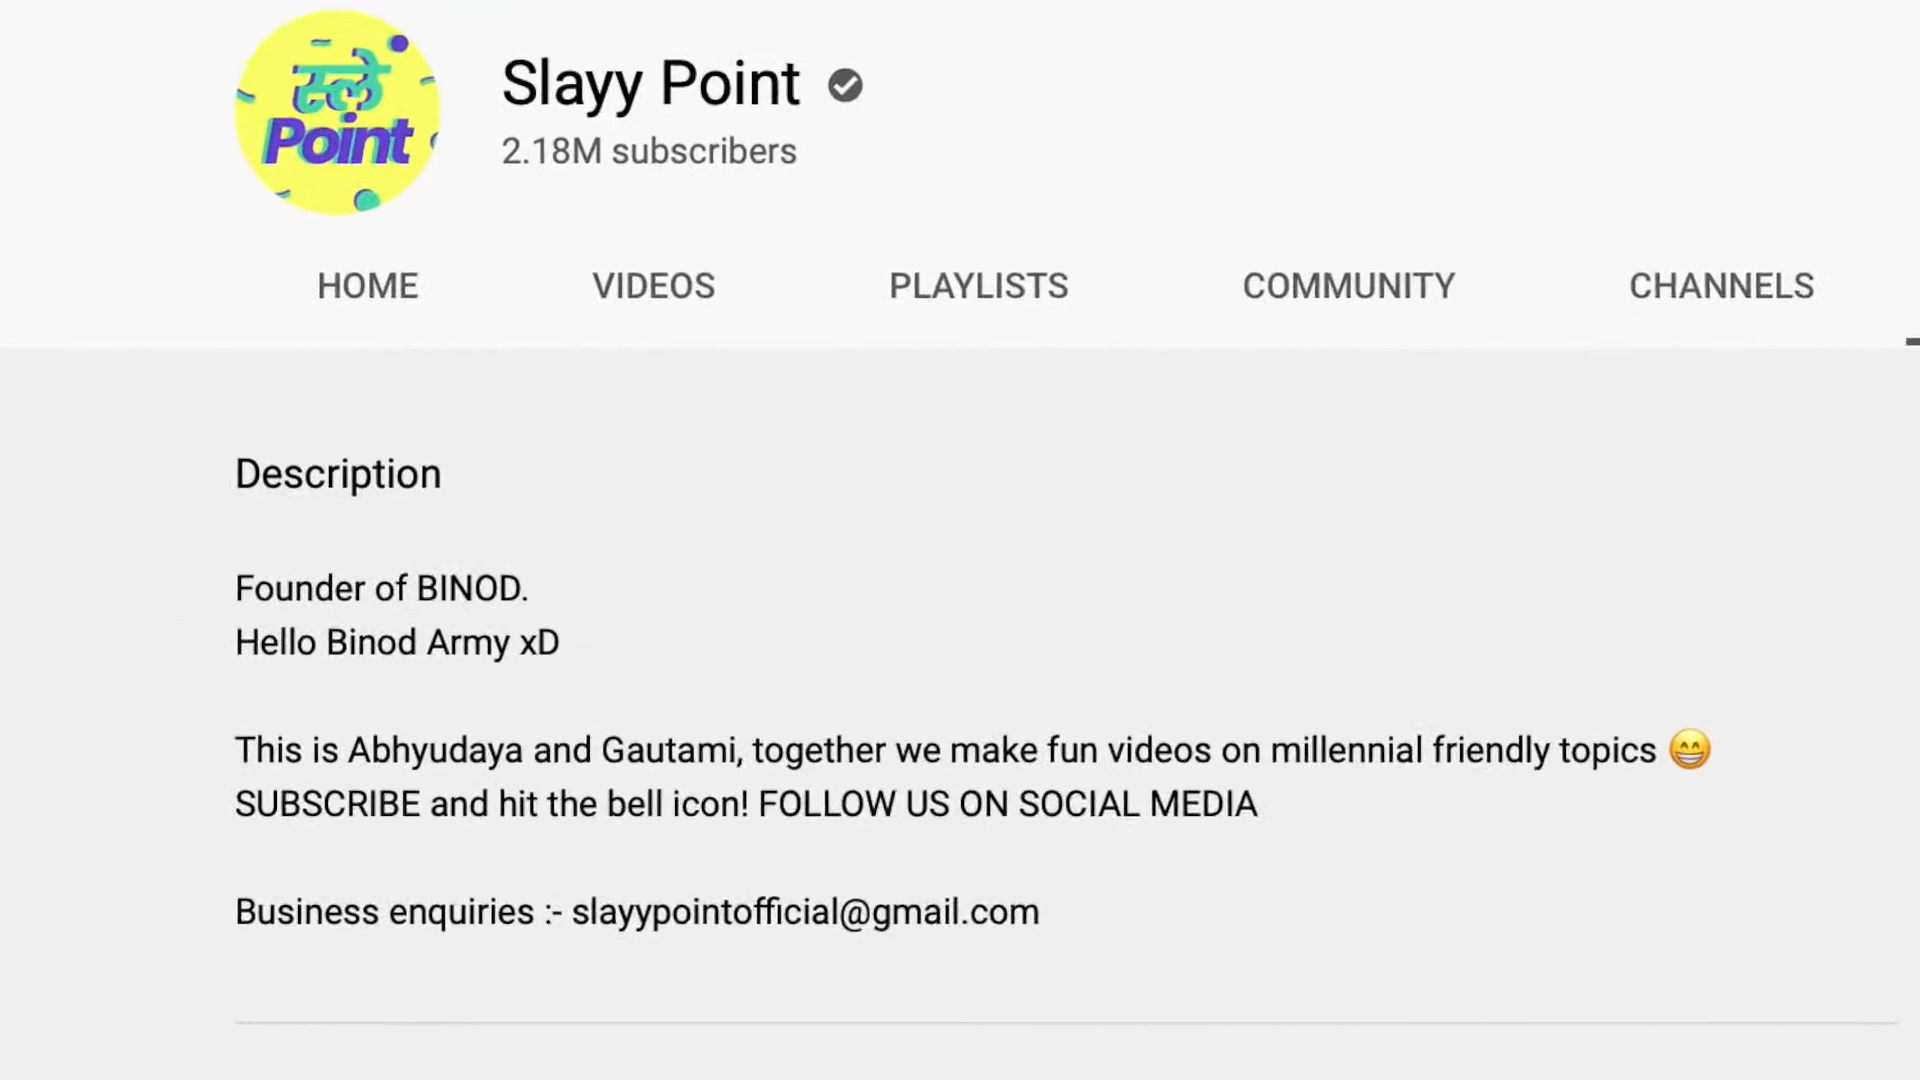 स्ले
Point
Slayy Point
2.18M subscribers
HOME VIDEOS PLAYLISTS COMMUNITY CHANNELS
Description
Founder of BINOD.
Hello Binod Army xD
This is Abhyudaya and Gautami, together we make fun videos on millennial friendly topics 😁
SUBSCRIBE and hit the bell icon! FOLLOW US ON SOCIAL MEDIA
Business enquiries :- slayypointofficial@gmail.com